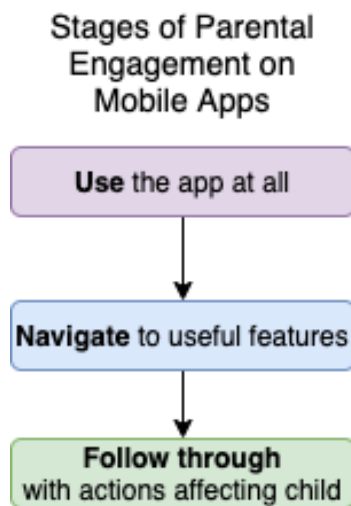 Stages of Parental
Engagement on
Mobile Apps
Use the app at all
Navigate to useful features
Follow through
with actions affecting child